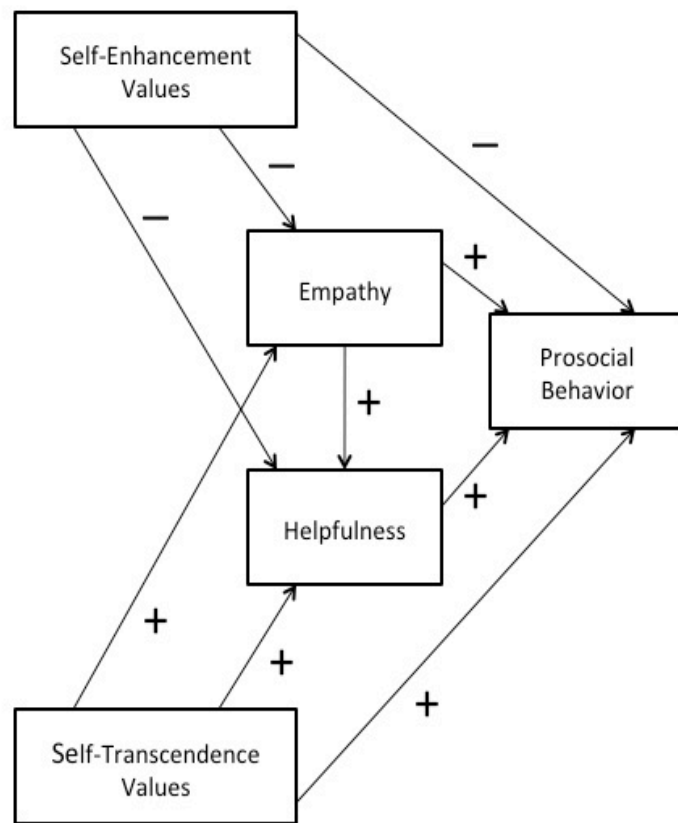 Self-Enhancement
Values
—
—
—
Empathy
+
Prosocial
Behavior
+
Helpfulness
+
+
+
+
Self-Transcendence
Values